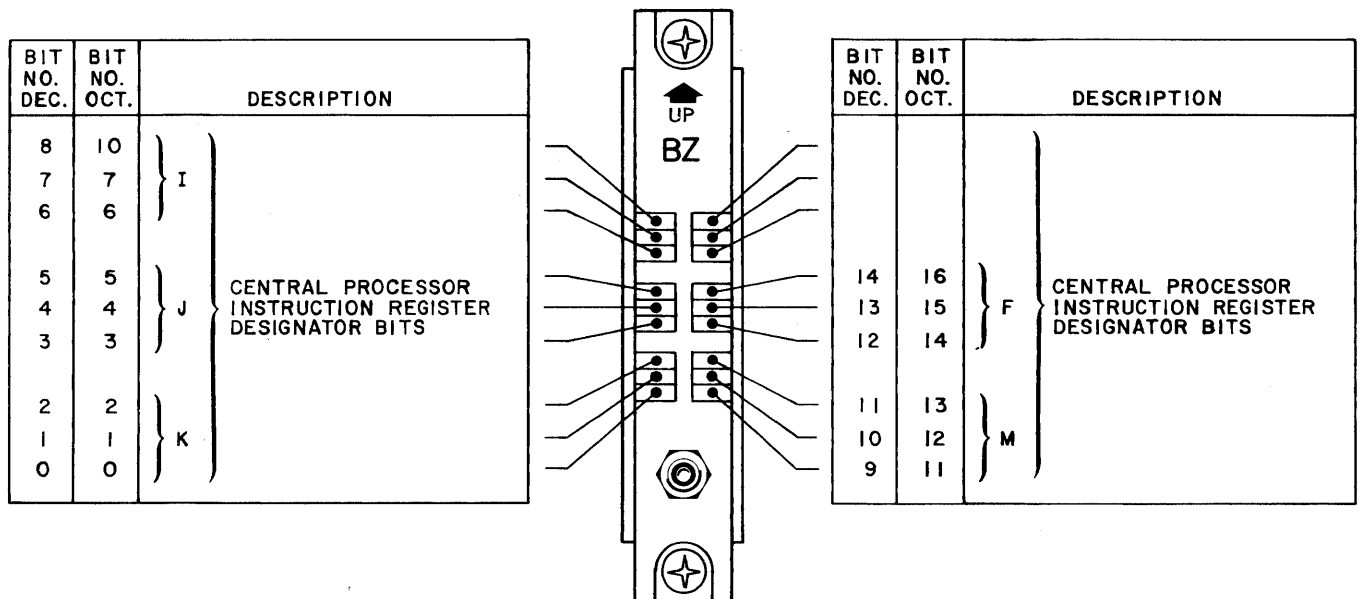 BIT NO. DEC. BIT NO. OCT. DESCRIPTION
8 10
7 7 I
6 6
5 5
4 4 J
3 3
2 2
1 1 K
0 0
CENTRAL PROCESSOR
INSTRUCTION REGISTER
DESIGNATOR BITS
UP
BZ
BIT NO. DEC. BIT NO. OCT. DESCRIPTION
14 16
13 15 F
12 14
11 13
10 12 M
9 11
CENTRAL PROCESSOR
INSTRUCTION REGISTER
DESIGNATOR BITS